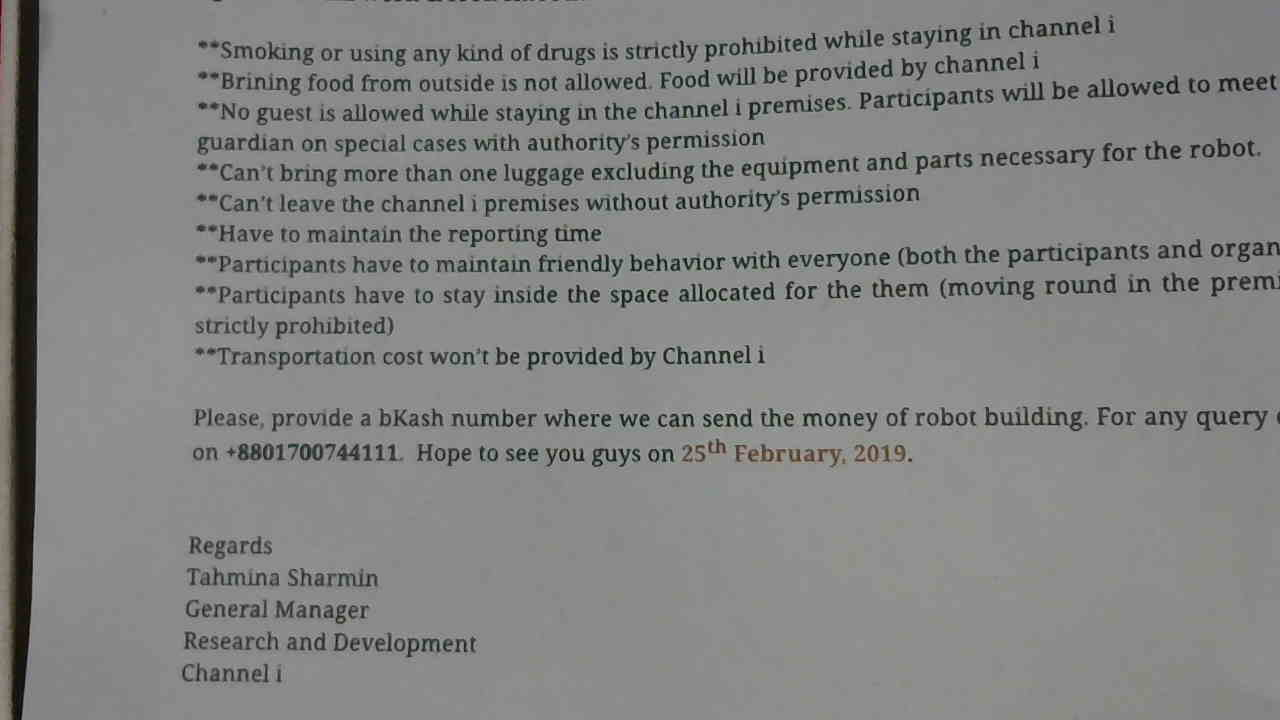 **Smoking or using any kind of drugs is strictly prohibited while staying in channel i
**Brining food from outside is not allowed. Food will be provided by channel i
**No guest is allowed while staying in the channel i premises. Participants will be allowed to meet
guardian on special cases with authority's permission
**Can't bring more than one luggage excluding the equipment and parts necessary for the robot.
**Can't leave the channel i premises without authority's permission
**Have to maintain the reporting time
**Participants have to maintain friendly behavior with everyone (both the participants and organ
**Participants have to stay inside the space allocated for the them (moving round in the premi
strictly prohibited)
**Transportation cost won't be provided by Channel i
Please, provide a bKash number where we can send the money of robot building. For any query
on +8801700744111. Hope to see you guys on 25th February, 2019.
Regards
Tahmina Sharmin
General Manager
Research and Development
Channel i